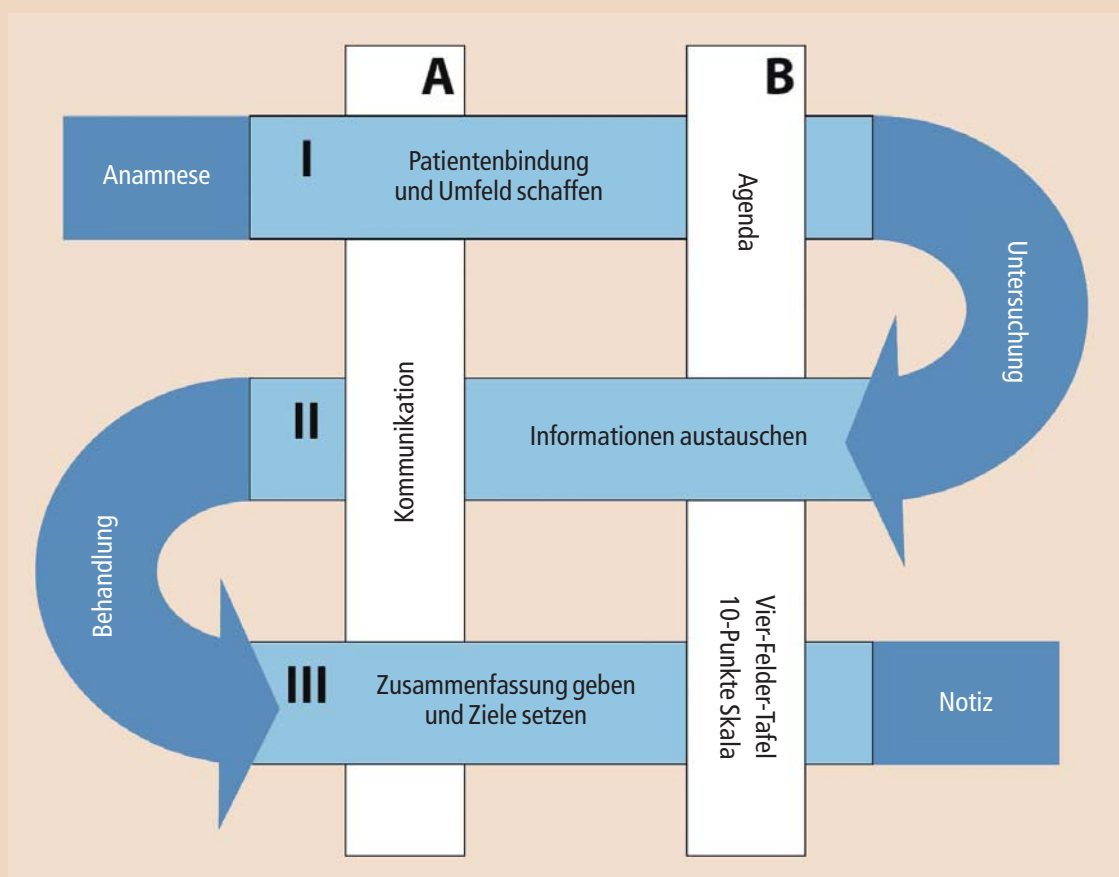 A
B
Anamnese
I
Patientenbindung
und Umfeld schaffen
Agenda
Untersuchung
II
Kommunikation
Informationen austauschen
Behandlung
III
Zusammenfassung geben
und Ziele setzen
Vier-Felder-Tafel
10-Punkte Skala
Notiz